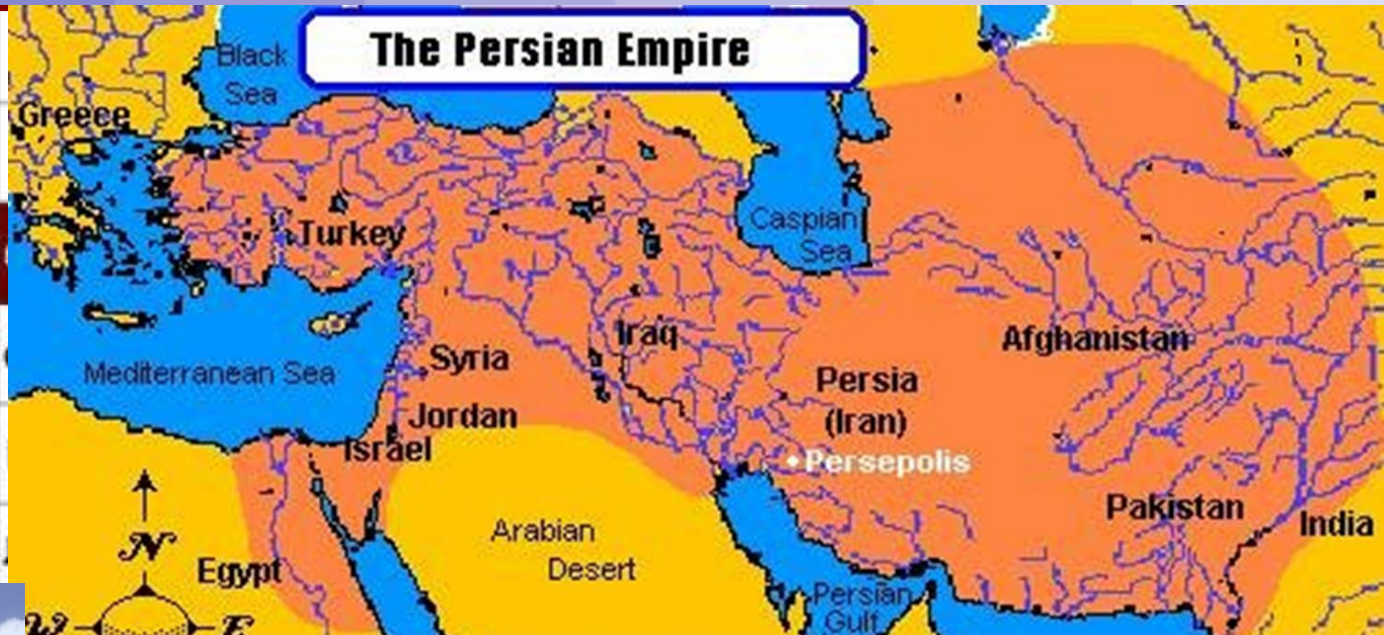 The Persian Empire
Black
Sea
Greece
Caspian
Sea
Turkey
Iraq
Afghanistan
Syria
Mediterranean Sea
Persia
(Iran)
Jordan
Israel
Persepolis
Pakistan
India
Arabian
Desert
Egypt
Persian
Gulf
N
W
E